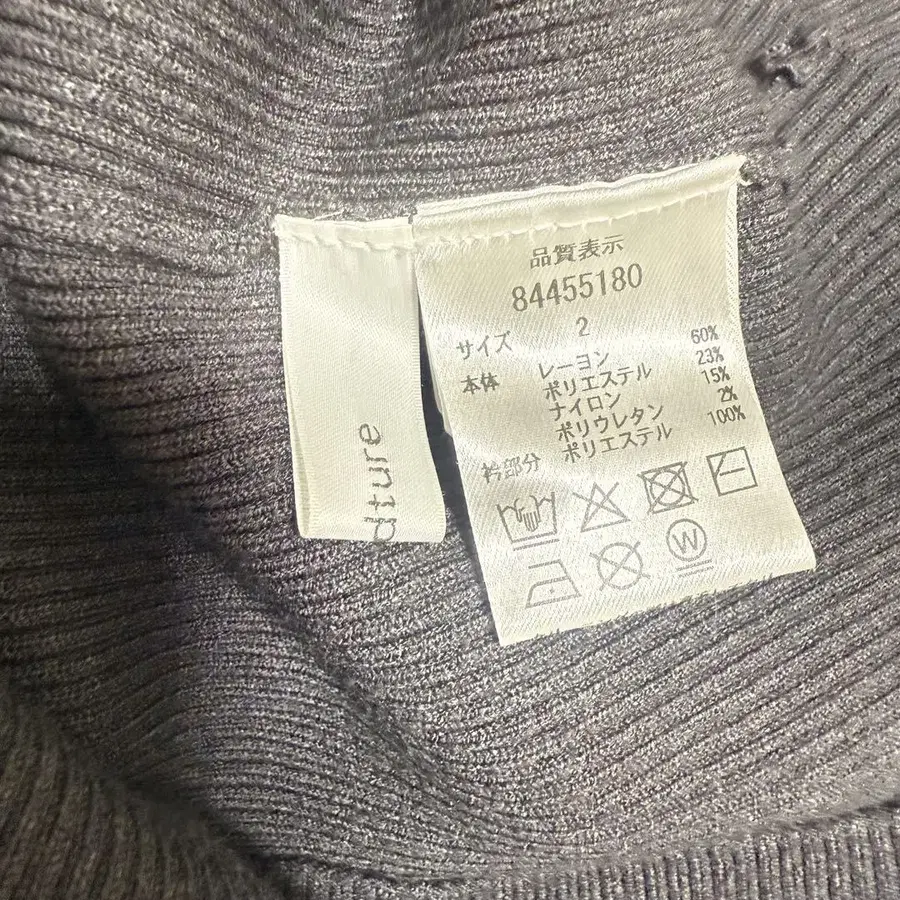 dture
品質表示
84455180
サイズ 2
本体 レーヨン 60%
ポリエステル 23%
ナイロン 15%
ポリウレタン 2%
衿部分 ポリエステル 100%
W